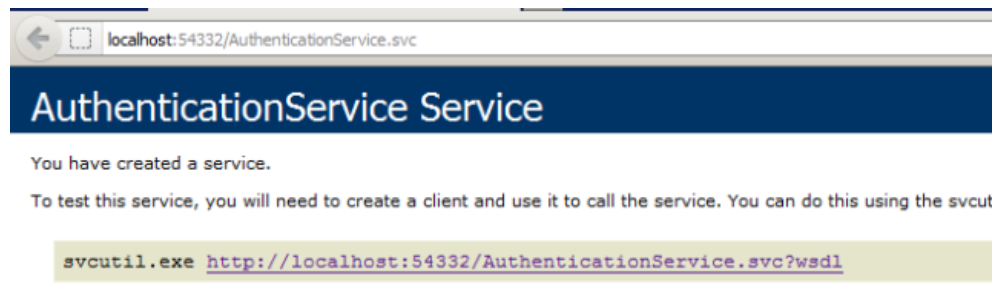 localhost:54332/AuthenticationService.svc
AuthenticationService Service
You have created a service.
To test this service, you will need to create a client and use it to call the service. You can do this using the svcut
svcutil.exe http://localhost:54332/AuthenticationService.svc?wsdl